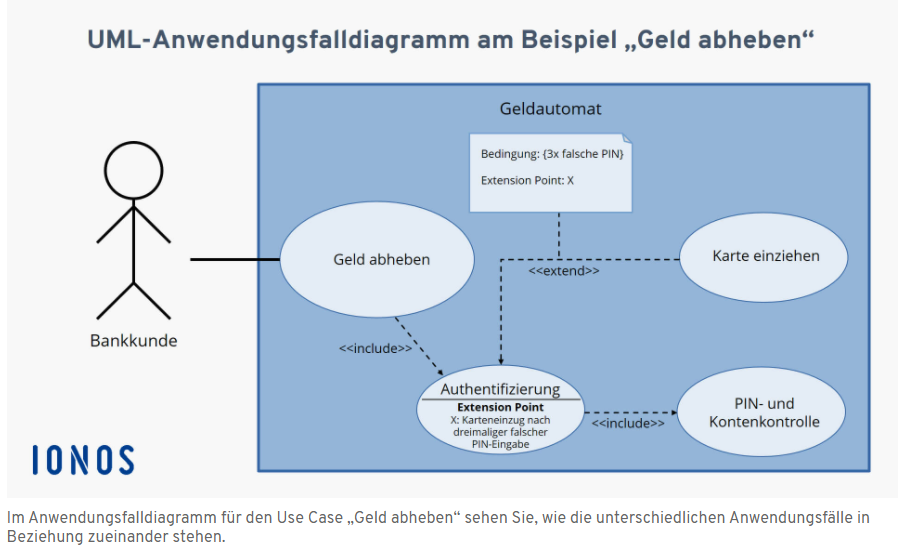 UML-Anwendungsfalldiagramm am Beispiel „Geld abheben“
Geldautomat
Bedingung: {3x falsche PIN}
Extension Point: X
Geld abheben
Karte einziehen
<<extend>>
Bankkunde
<<include>>
Authentifizierung
Extension Point
X: Karteneinzug nach
dreimaliger falscher
PIN-Eingabe
<<include>>
PIN- und
Kontenkontrolle
IONOS
Im Anwendungsfalldiagramm für den Use Case „Geld abheben“ sehen Sie, wie die unterschiedlichen Anwendungsfälle in
Beziehung zueinander stehen.